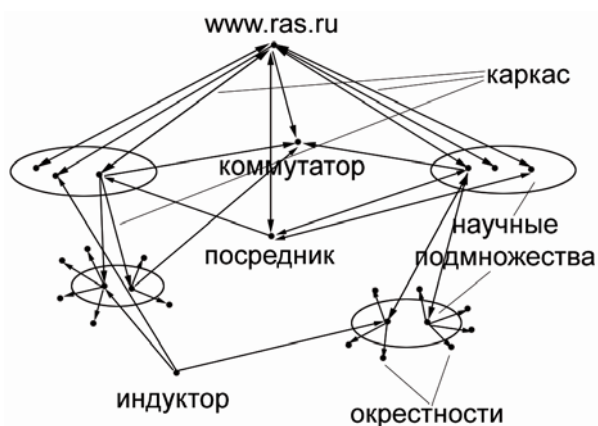 www.ras.ru
каркас
коммутатор
научные
подмножества
посредник
индуктор
окрестности